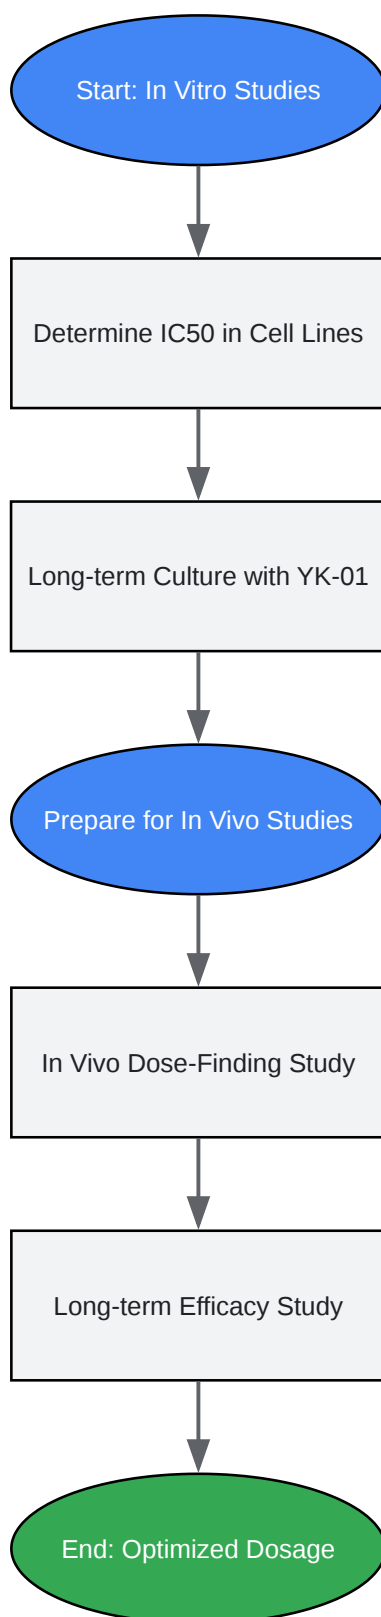 Start: In Vitro Studies
Determine IC50 in Cell Lines
Long-term Culture with YK-01
Prepare for In Vivo Studies
In Vivo Dose-Finding Study
Long-term Efficacy Study
End: Optimized Dosage